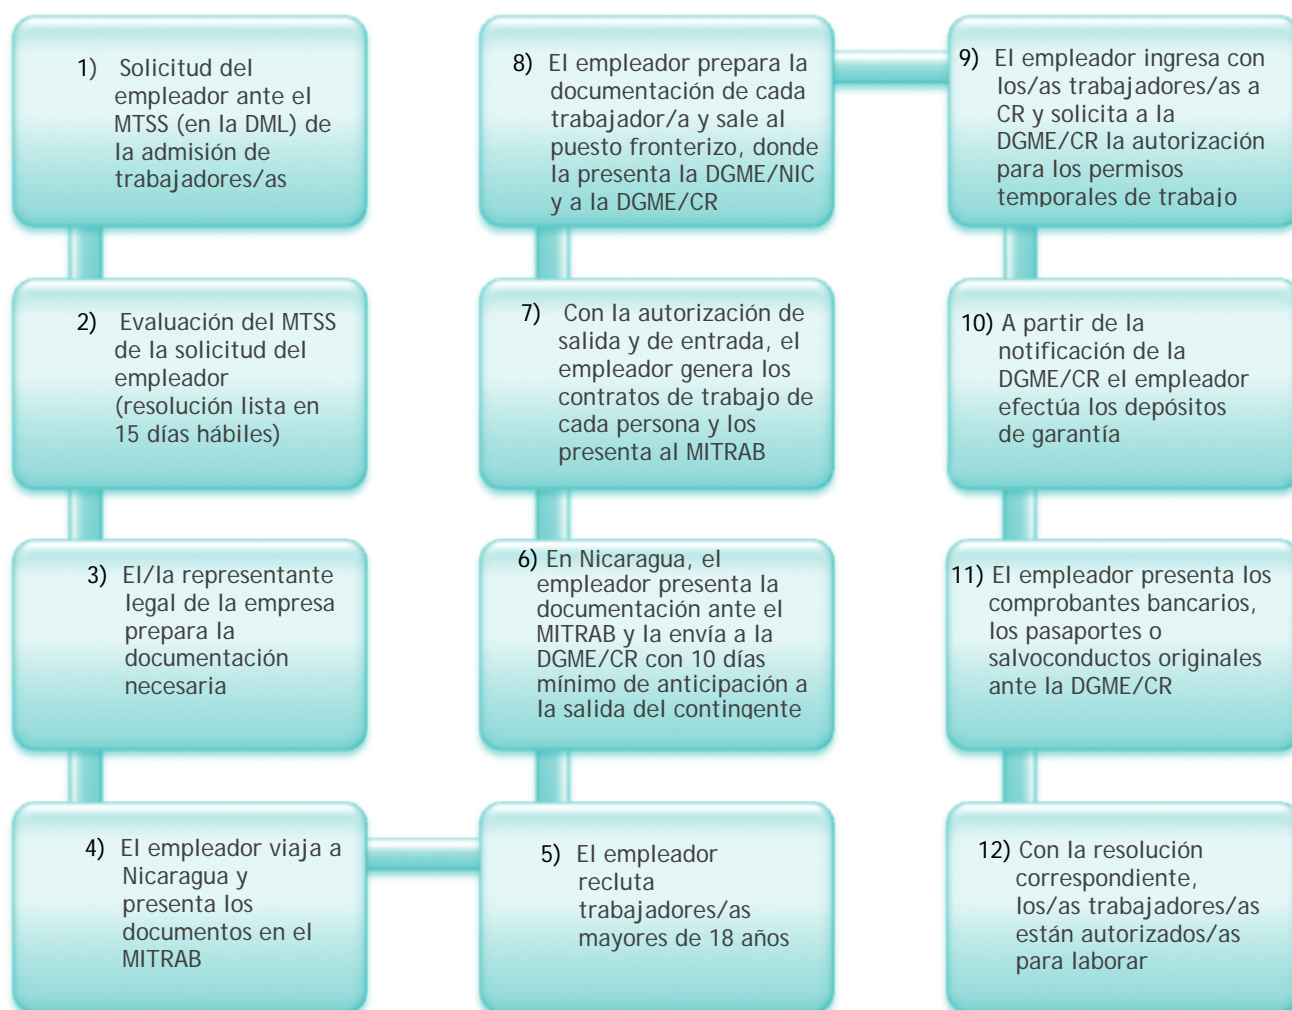 1) Solicitud del
empleador ante el
MTSS (en la DML) de
la admisión de
trabajadores/as
2) Evaluación del MTSS
de la solicitud del
empleador
(resolución lista en
15 días hábiles)
3) El/la representante
legal de la empresa
prepara la
documentación
necesaria
4) El empleador viaja a
Nicaragua y
presenta los
documentos en el
MITRAB
5) El empleador
recluta
trabajadores/as
mayores de 18 años
6) En Nicaragua, el
empleador presenta la
documentación ante el
MITRAB y la envía a la
DGME/CR con 10 días
mínimo de anticipación a
la salida del contingente
7) Con la autorización de
salida y de entrada, el
empleador genera los
contratos de trabajo de
cada persona y los
presenta al MITRAB
8) El empleador prepara la
documentación de cada
trabajador/a y sale al
puesto fronterizo, donde
la presenta la DGME/NIC
y a la DGME/CR
9) El empleador ingresa con
los/as trabajadores/as a
CR y solicita a la
DGME/CR la autorización
para los permisos
temporales de trabajo
10) A partir de la
notificación de la
DGME/CR el empleador
efectúa los depósitos
de garantía
11) El empleador presenta los
comprobantes bancarios,
los pasaportes o
salvoconductos originales
ante la DGME/CR
12) Con la resolución
correspondiente,
los/as trabajadores/as
están autorizados/as
para laborar